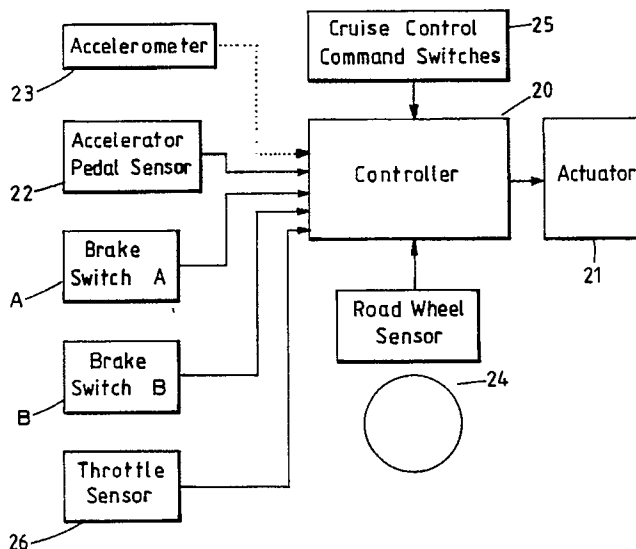 Accelerometer
23
Cruise Control
Command Switches
25
20
Accelerator
Pedal Sensor
22
Controller
Actuator
21
Brake
Switch A
A
Road Wheel
Sensor
24
Brake
Switch B
B
Throttle
Sensor
26